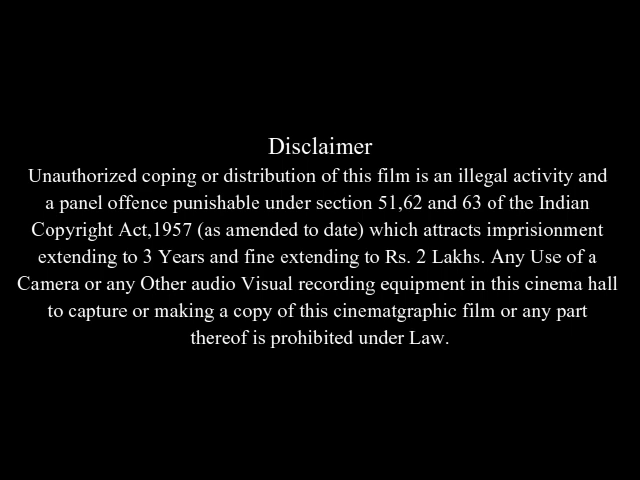 Disclaimer
Unauthorized coping or distribution of this film is an illegal activity and
a panel offence punishable under section 51,62 and 63 of the Indian
Copyright Act,1957 (as amended to date) which attracts imprisionment
extending to 3 Years and fine extending to Rs. 2 Lakhs. Any Use of a
Camera or any Other audio Visual recording equipment in this cinema hall
to capture or making a copy of this cinematgraphic film or any part
thereof is prohibited under Law.